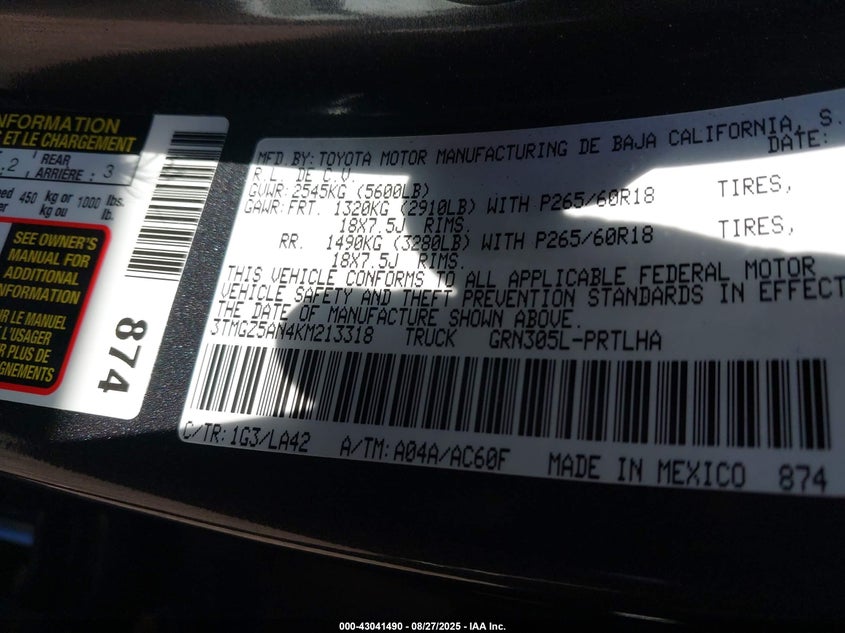 NFORMATION
ET LE CHARGEMENT
2 REAR ARRIÈRE: 3
450 kg or kg ou 1000 lbs. lb.
SEE OWNER'S
MANUAL FOR
ADDITIONAL
INFORMATION
LE MANUEL
L'USAGER
PLUS DE
874
MFD BY: TOYOTA MOTOR MANUFACTURING DE BAJA CALIFORNIA, S.
R.L. DE C.V. DATE:
GVWR: 2545KG (5600LB)
GAWR: FRT. 1320KG (2910LB) WITH P265/60R18 TIRES,
18X7.5J RIMS.
RR. 1490KG (3280LB) WITH P265/60R18 TIRES,
18X7.5J RIMS.
THIS VEHICLE CONFORMS TO ALL APPLICABLE FEDERAL MOTOR
VEHICLE SAFETY AND THEFT PREVENTION STANDARDS IN EFFECT
THE DATE OF MANUFACTURE SHOWN ABOVE.
3TMGZ5AN4KM213318 TRUCK GRN305L-PRTLHA
C/TR: 1G3/LA42 A/TM: A04A/AC60F MADE IN MEXICO 874
000-43041490 - 08/27/2025 - IAA Inc.